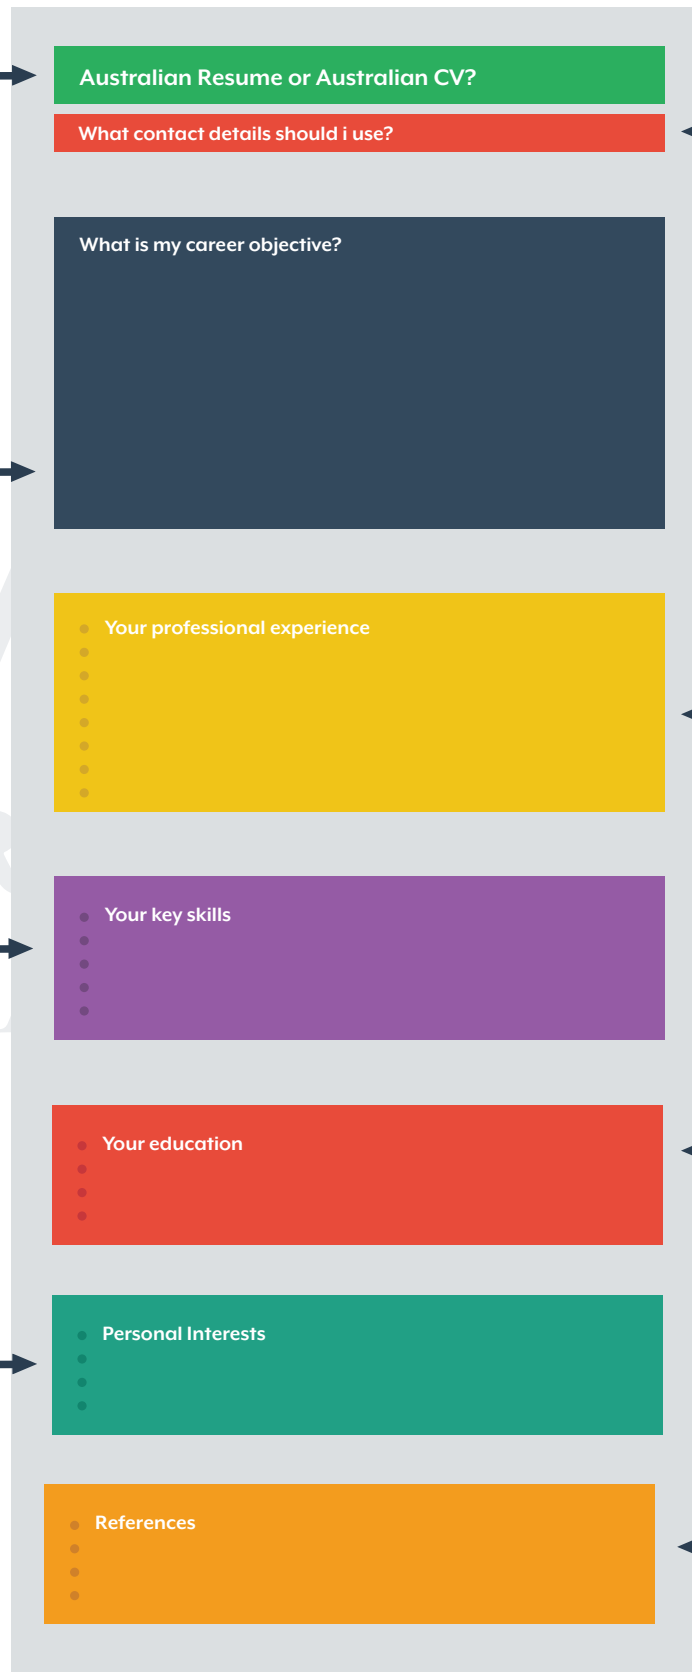 Australian Resume or Australian CV?
What contact details should i use?
What is my career objective?
Your professional experience
Your key skills
Your education
Personal Interests
References